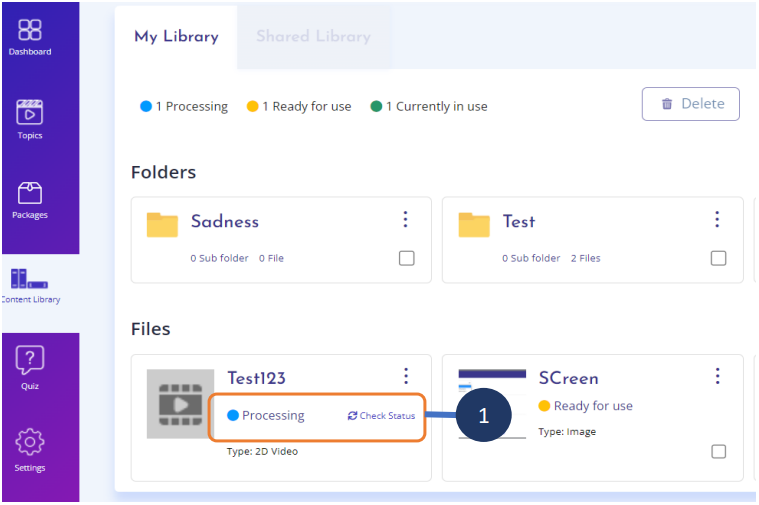 Dashboard
Topics
Packages
Content Library
Quiz
Settings
My Library
Shared Library
1 Processing
1 Ready for use
1 Currently in use
Delete
Folders
Sadness
0 Sub folder 0 File
Test
0 Sub folder 2 Files
Files
Test123
Processing
Check Status
Type: 2D Video
1
SCreen
Ready for use
Type: Image